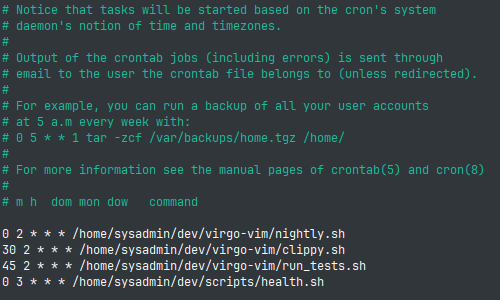 # Notice that tasks will be started based on the cron's system
# daemon's notion of time and timezones.
#
# Output of the crontab jobs (including errors) is sent through
# email to the user the crontab file belongs to (unless redirected).
#
# For example, you can run a backup of all your user accounts
# at 5 a.m every week with:
# 0 5 * * 1 tar -zcf /var/backups/home.tgz /home/
#
# For more information see the manual pages of crontab(5) and cron(8)
#
# m h  dom mon dow   command
0 2 * * * /home/sysadmin/dev/virgo-vim/nightly.sh
30 2 * * * /home/sysadmin/dev/virgo-vim/clippy.sh
45 2 * * * /home/sysadmin/dev/virgo-vim/run_tests.sh
0 3 * * * /home/sysadmin/dev/scripts/health.sh